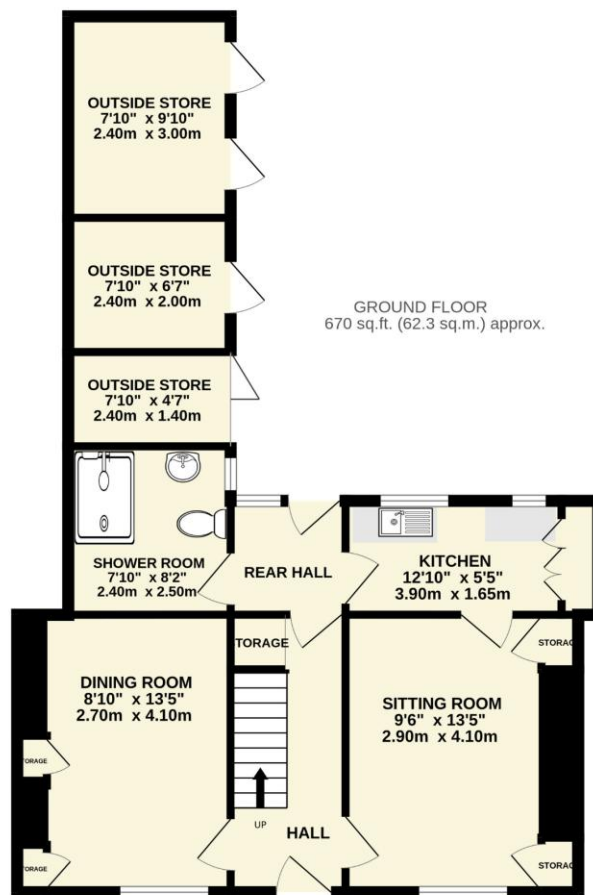 OUTSIDE STORE
7'10" x 9'10"
2.40m x 3.00m
OUTSIDE STORE
7'10" x 6'7"
2.40m x 2.00m
GROUND FLOOR
670 sq.ft. (62.3 sq.m.) approx.
OUTSIDE STORE
7'10" x 4'7"
2.40m x 1.40m
SHOWER ROOM
7'10" x 8'2"
2.40m x 2.50m
REAR HALL
KITCHEN
12'10" x 5'5"
3.90m x 1.65m
TORAGE
STORAG
DINING ROOM
8'10" x 13'5"
2.70m x 4.10m
SITTING ROOM
9'6" x 13'5"
2.90m x 4.10m
TORAGE
UP
HALL
TORAGE
STORAG